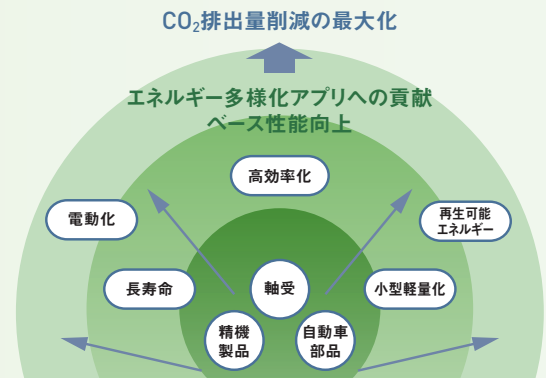 CO₂排出量削減の最大化
エネルギー多様化アプリへの貢献
ベース性能向上
高効率化
電動化
再生可能
エネルギー
長寿命
軸受
小型軽量化
精機
製品
自動車
部品